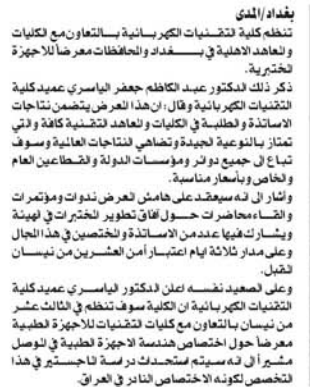 بغداد/المدى
تنظم كلية التقنيات الكهربائية بالتعاون مع الكليات
والمعاهد الاهلية في بغداد والمحافظات معرضاً للاجهزة
الختبرية.
ذكر ذلك الدكتور عبد الكاظم جعفر الياسري عميد كلية
التقنيات الكهربائية وقال: ان هذا المعرض يتضمن نتاجات
الاساتذة والطلبة في الكليات والمعاهد التقنية كافة والتي
تمتاز بالنوعية الجيدة وتضاهي النتاجات العالمية وسوف
تباع الى جميع دوائر ومؤسسات الدولة والقطاعين العام
والخاص وبأسعار مناسبة.
وأشار الى انه سيعقد على هامش المعرض ندوات ومؤتمرات
والقاء محاضرات حول آفاق تطوير المختبرات في الهيئة
ويشارك فيها عدد من الاساتذة والمختصين في هذا المجال
وعلى مدار ثلاثة ايام اعتباراً من العشرين من نيسان
المقبل.
وعلى الصعيد نفسه اعلن الدكتور الياسري عميد كلية
التقنيات الكهربائية ان الكلية سوف تنظم في الثالث عشر
من نيسان بالتعاون مع كليات التقنيات للاجهزة الطبية
معرضاً حول اختصاص هندسة الاجهزة الطبية في الموصل
مشيراً الى انه سيتم استحداث دراسة الماجستير في هذا
التخصص لكونه الاختصاص النادر في العراق.